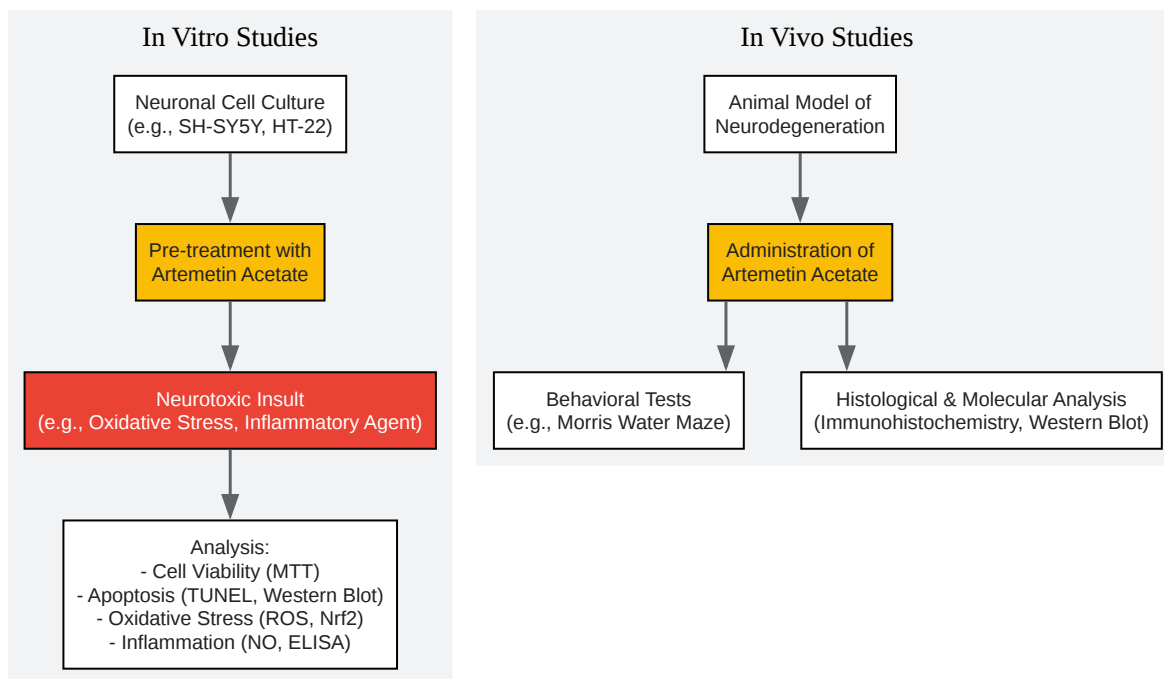 In Vitro Studies
Neuronal Cell Culture
(e.g., SH-SY5Y, HT-22)
Pre-treatment with
Artemetin Acetate
Neurotoxic Insult
(e.g., Oxidative Stress, Inflammatory Agent)
Analysis:
- Cell Viability (MTT)
- Apoptosis (TUNEL, Western Blot)
- Oxidative Stress (ROS, Nrf2)
- Inflammation (NO, ELISA)
In Vivo Studies
Animal Model of
Neurodegeneration
Administration of
Artemetin Acetate
Behavioral Tests
(e.g., Morris Water Maze)
Histological & Molecular Analysis
(Immunohistochemistry, Western Blot)